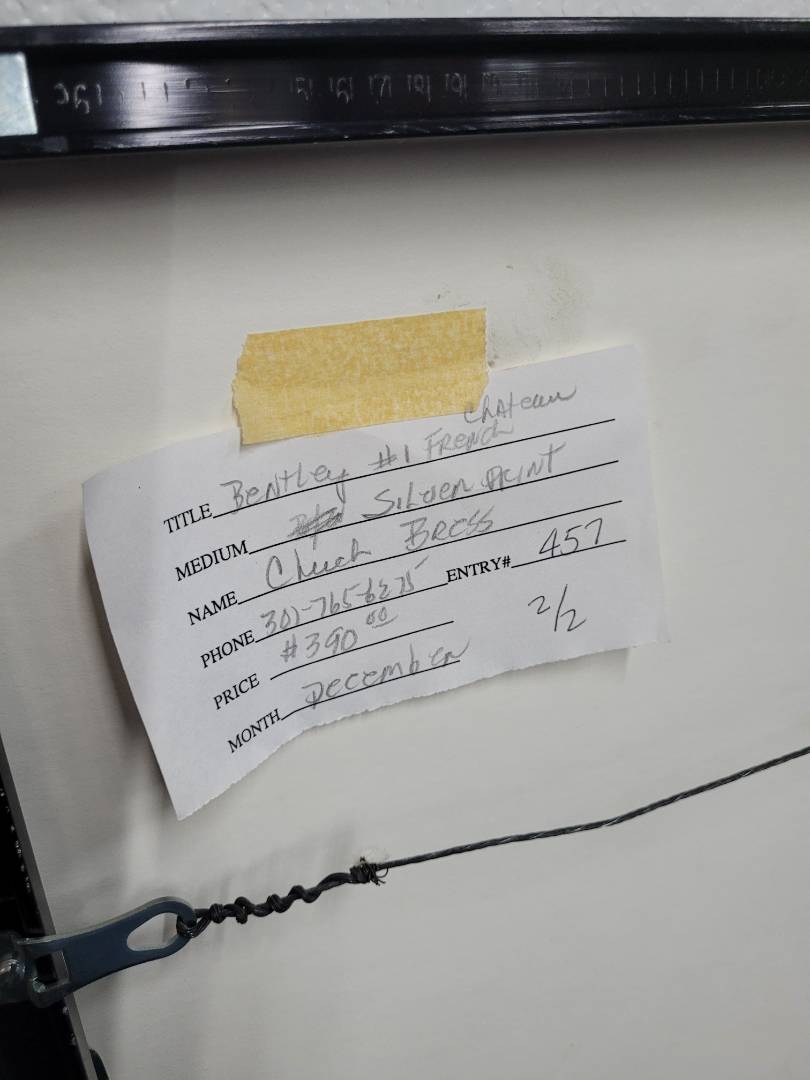 TITLE Bentley #1 French Chateau
MEDIUM Silver Print
NAME Chuck Bress
PHONE 301-765-6275 ENTRY# 457
PRICE #390 00 2/2
MONTH December